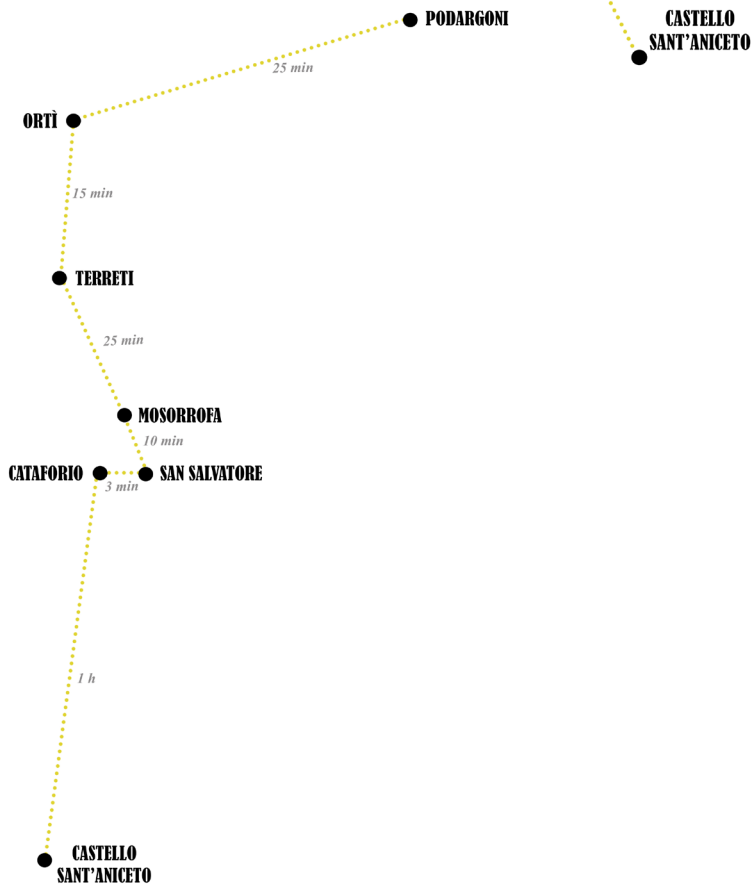 PODARGONI
CASTELLO
SANT'ANICETO
25 min
ORTÌ
15 min
TERRETI
25 min
MOSORROFA
10 min
CATAFORIO
SAN SALVATORE
3 min
1 h
CASTELLO
SANT'ANICETO